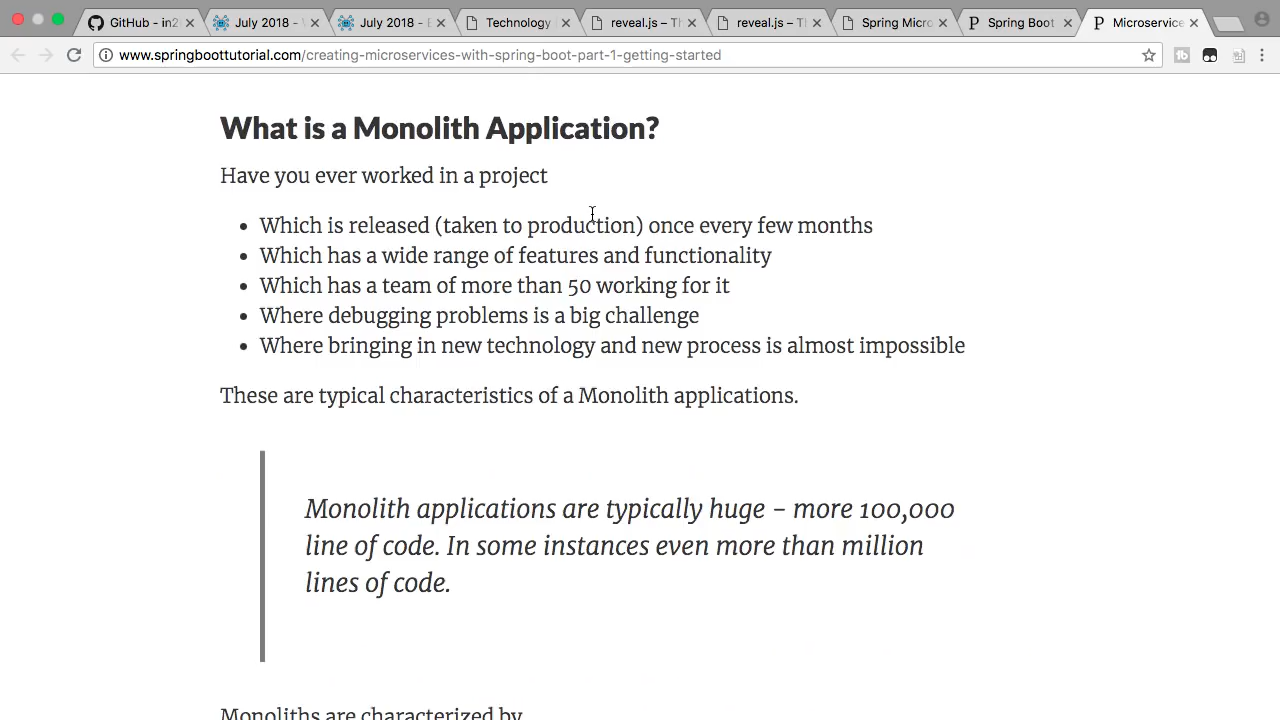 GitHub - in2
July 2018 -
July 2018 -
Technology
reveal.js – Th
reveal.js – Th
Spring Micro
Spring Boot
Microservice
www.springboottutorial.com/creating-microservices-with-spring-boot-part-1-getting-started
What is a Monolith Application?
Have you ever worked in a project
• Which is released (taken to production) once every few months
• Which has a wide range of features and functionality
• Which has a team of more than 50 working for it
• Where debugging problems is a big challenge
• Where bringing in new technology and new process is almost impossible
These are typical characteristics of a Monolith applications.
Monolith applications are typically huge – more 100,000
line of code. In some instances even more than million
lines of code.
Monoliths are characterized by